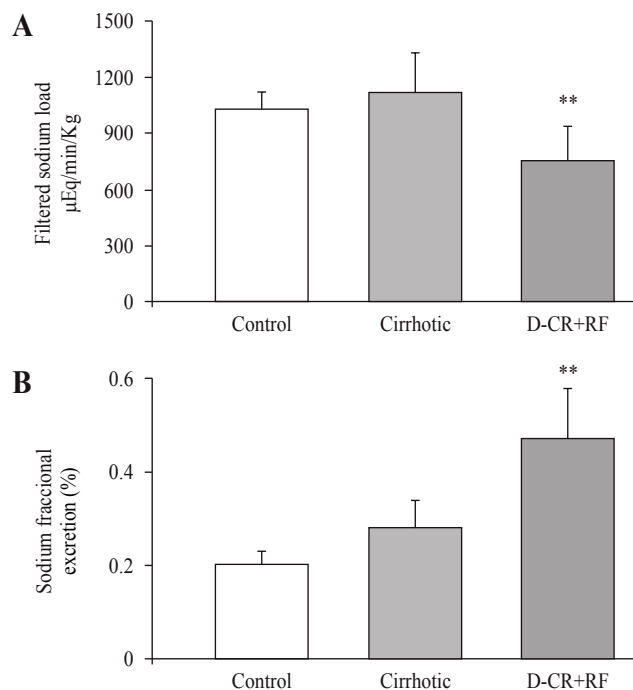 A
Filtered sodium load
µEq/min/Kg
1500
1200
900
600
300
0
**
Control Cirrhotic D-CR+RF
B
Sodium fraccional
excretion (%)
0.6
0.4
0.2
0
**
Control Cirrhotic D-CR+RF